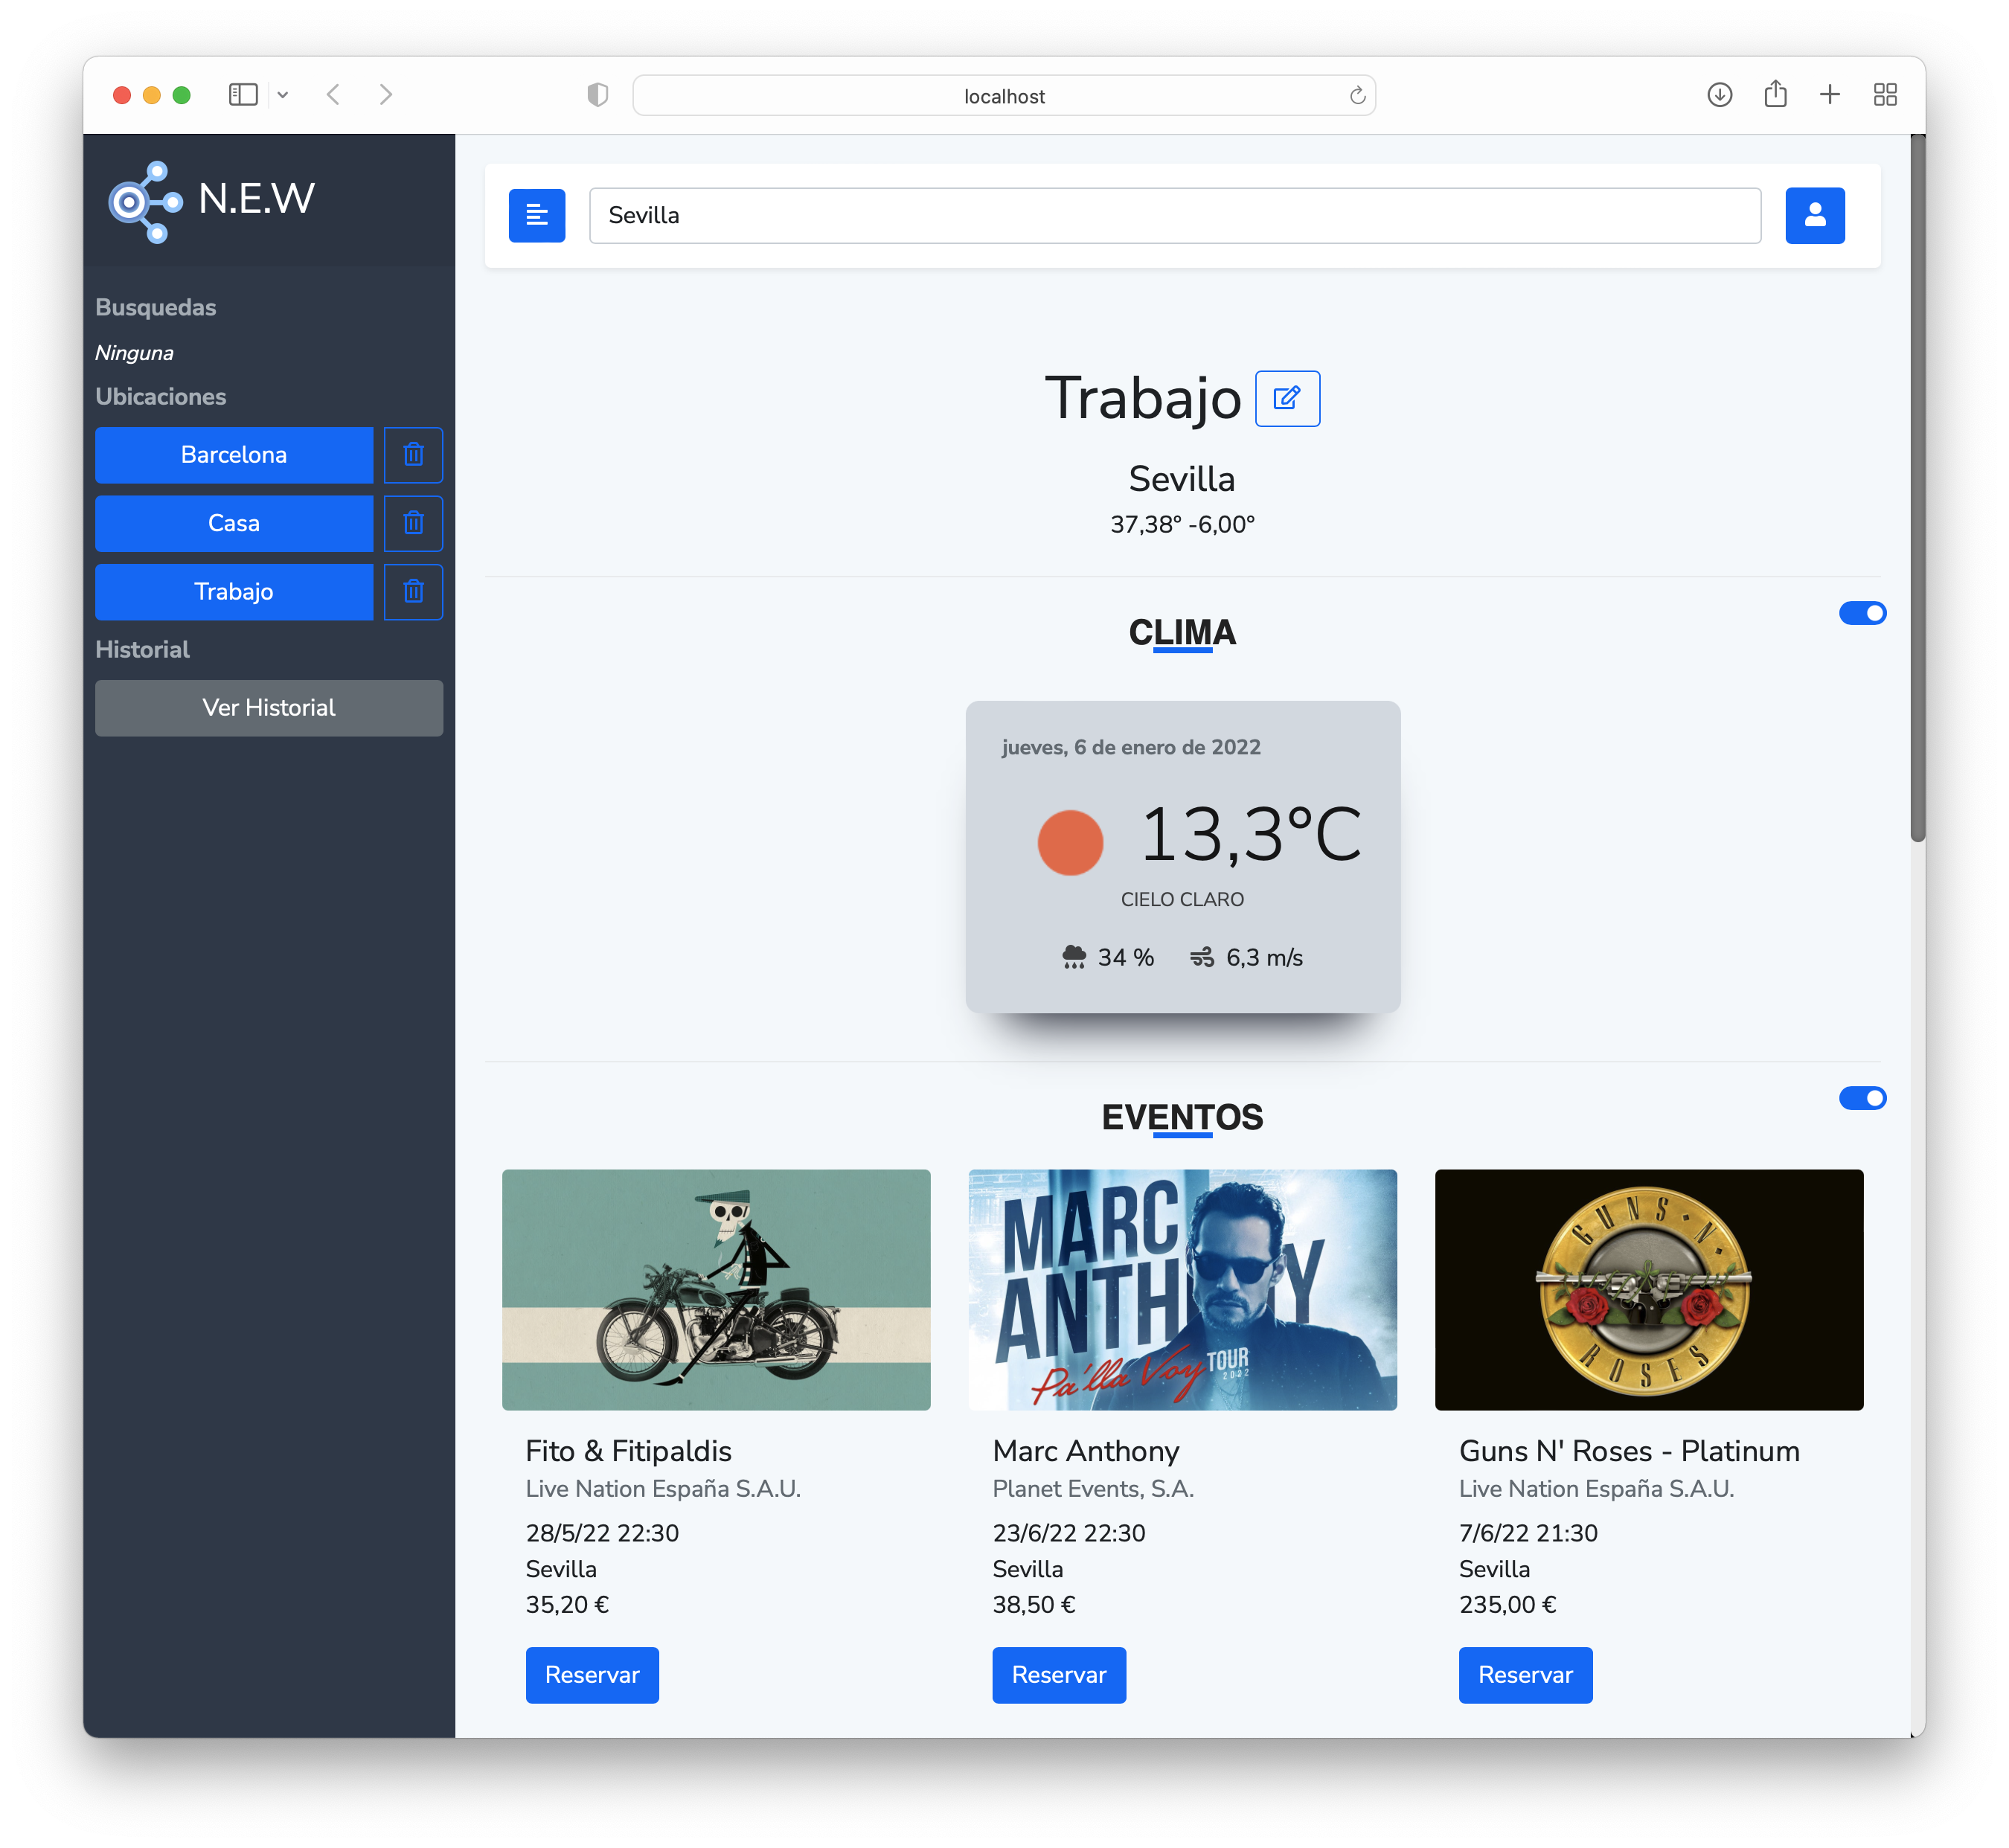 localhost
N.E.W
Busquedas
Ninguna
Ubicaciones
Barcelona
Casa
Trabajo
Historial
Ver Historial
Sevilla
Trabajo
Sevilla
37,38° -6,00°
CLIMA
jueves, 6 de enero de 2022
13,3°C
CIELO CLARO
34 %
6,3 m/s
EVENTOS
MARC
ANTHONY
Pa'lla Voy TOUR
2022
GUNS N'
ROSES
Fito & Fitipaldis
Live Nation España S.A.U.
28/5/22 22:30
Sevilla
35,20 €
Reservar
Marc Anthony
Planet Events, S.A.
23/6/22 22:30
Sevilla
38,50 €
Reservar
Guns N' Roses - Platinum
Live Nation España S.A.U.
7/6/22 21:30
Sevilla
235,00 €
Reservar